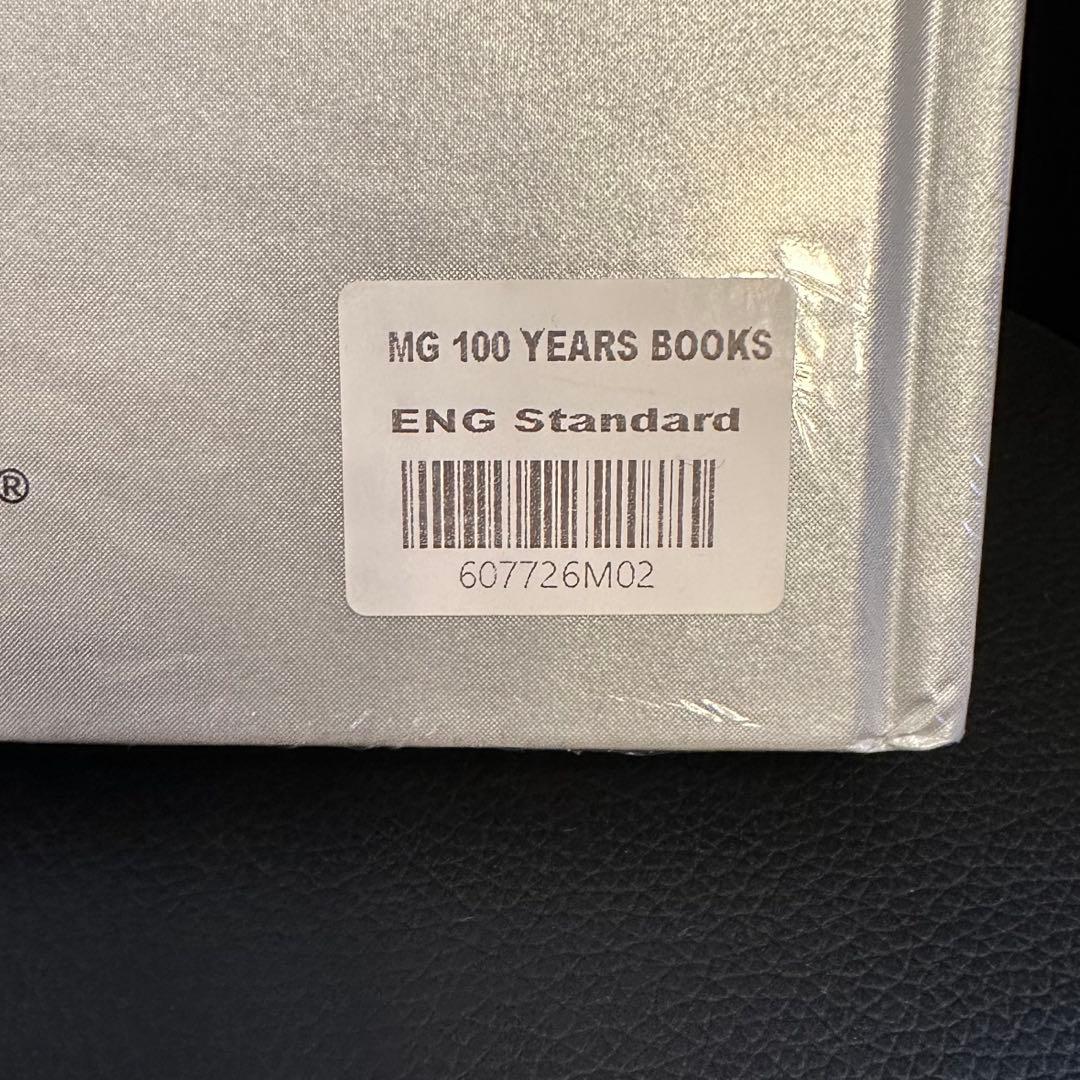 MG 100 YEARS BOOKS
ENG Standard
607726M02
®